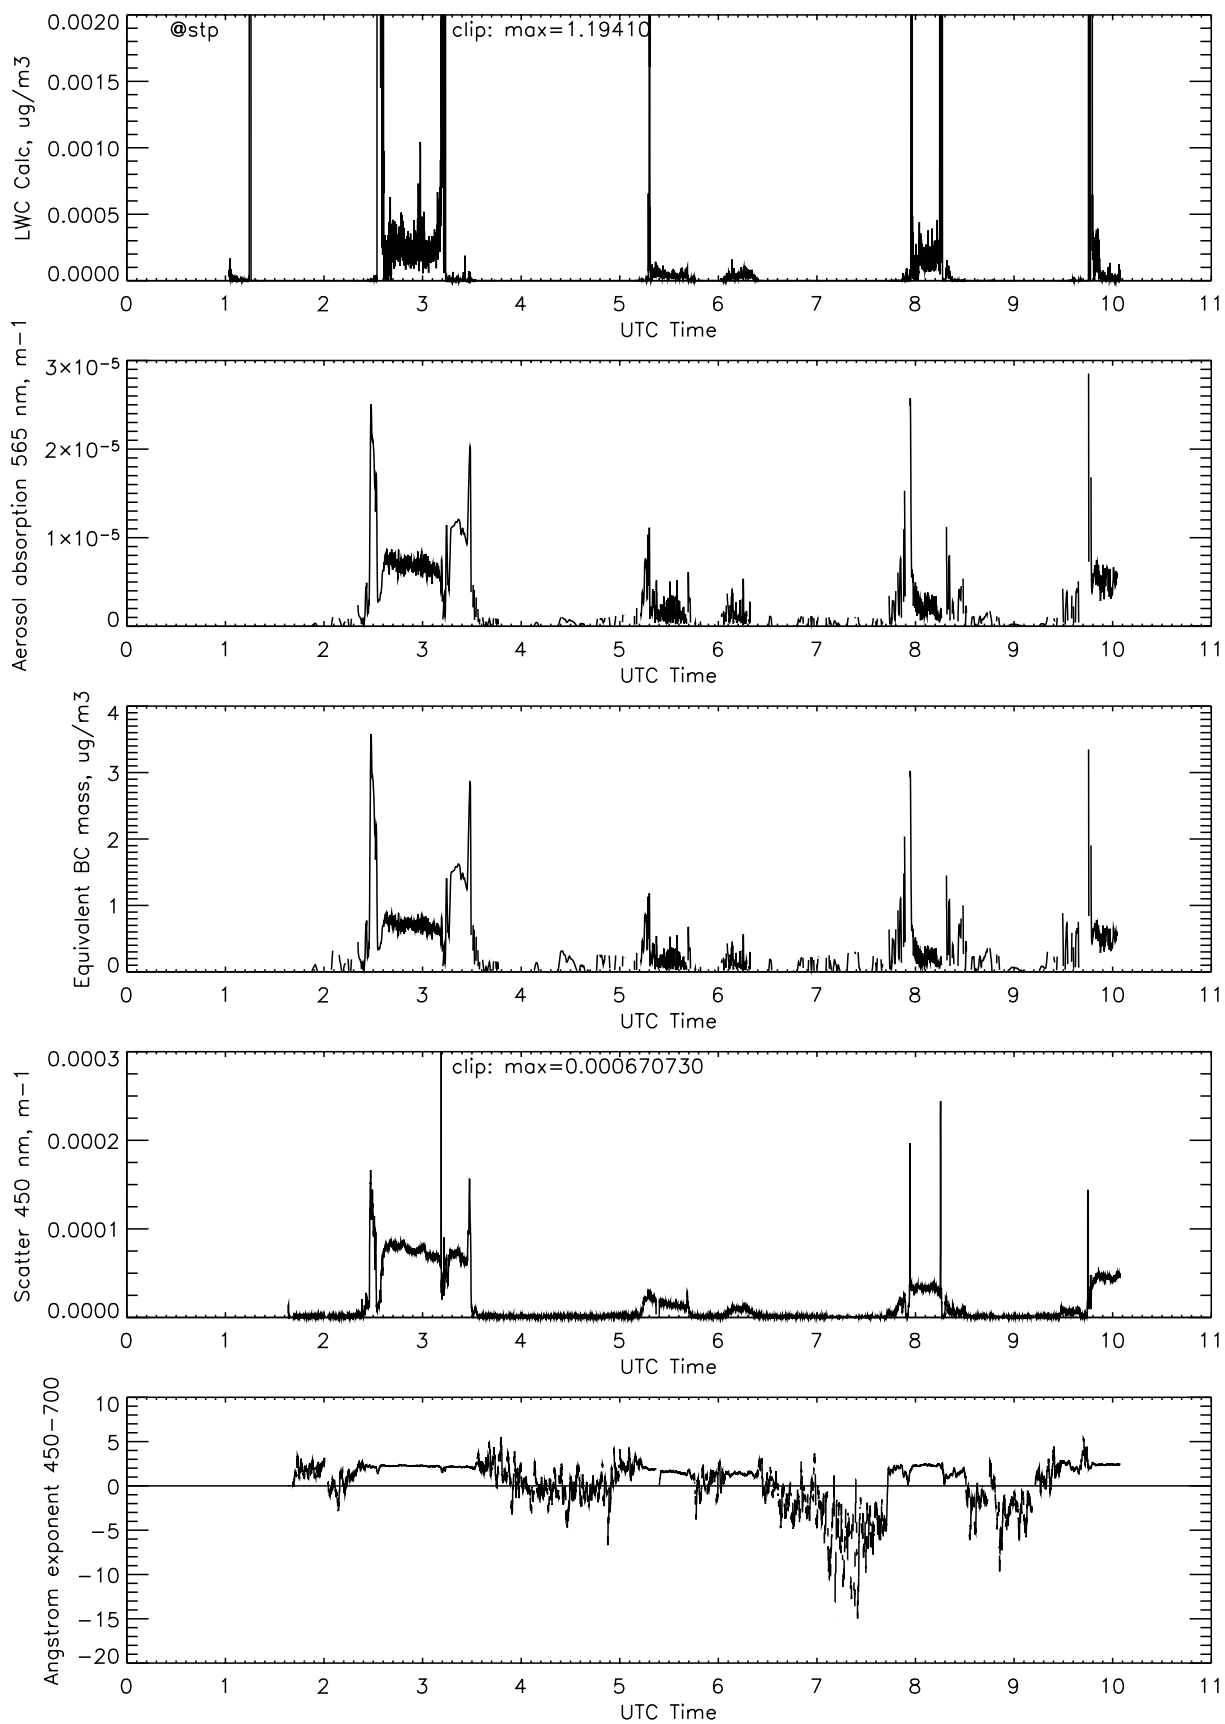 @stp
clip: max=1.19410
LWC Calc, ug/m3
0.0020
0.0015
0.0010
0.0005
0.0000
0 1 2 3 4 5 6 7 8 9 10 11
UTC Time
Aerosol absorption 565 nm, m−1
3×10⁻⁵
2×10⁻⁵
1×10⁻⁵
0
0 1 2 3 4 5 6 7 8 9 10 11
UTC Time
Equivalent BC mass, ug/m3
4
3
2
1
0
0 1 2 3 4 5 6 7 8 9 10 11
UTC Time
clip: max=0.000670730
Scatter 450 nm, m−1
0.0003
0.0002
0.0001
0.0000
0 1 2 3 4 5 6 7 8 9 10 11
UTC Time
Angstrom exponent 450−700
10
5
0
−5
−10
−15
−20
0 1 2 3 4 5 6 7 8 9 10 11
UTC Time